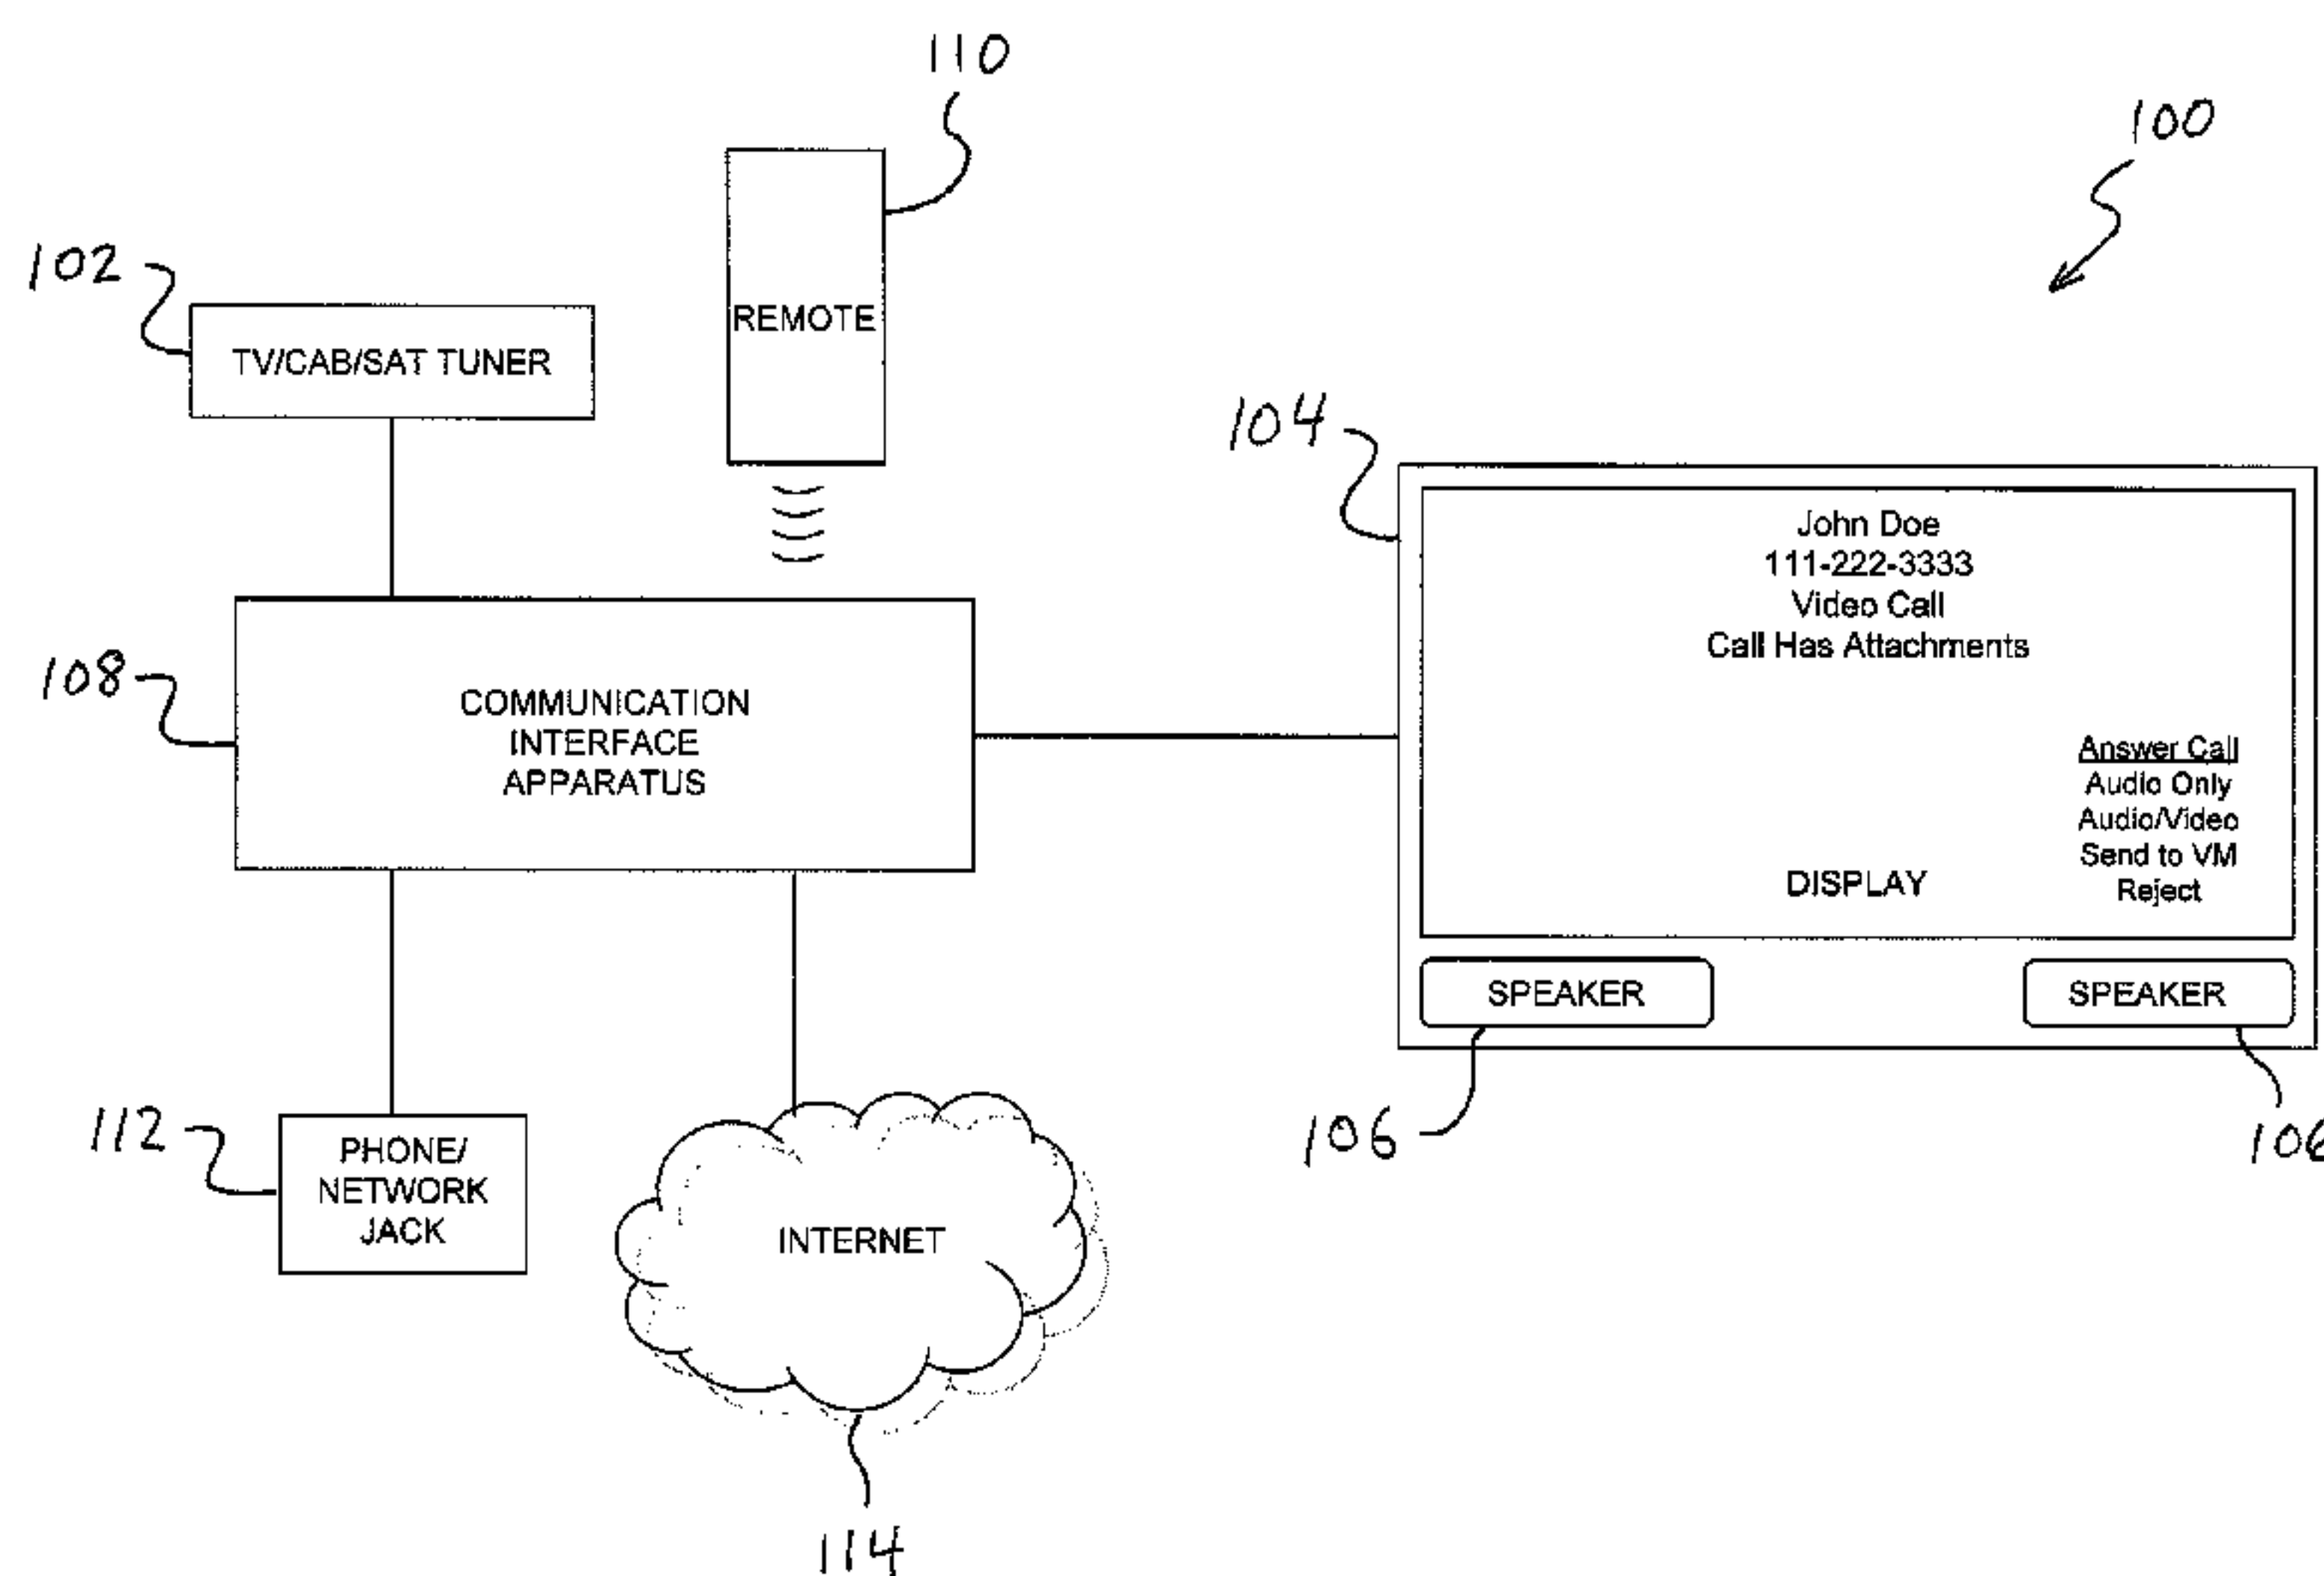 110
100
102
REMOTE
TV/CAB/SAT TUNER
104
John Doe
111-222-3333
Video Call
Call Has Attachments
108
COMMUNICATION
INTERFACE
APPARATUS
Answer Call
Audio Only
Audio/Video
Send to VM
Reject
DISPLAY
SPEAKER
SPEAKER
106
106
112
PHONE/
NETWORK
JACK
INTERNET
114